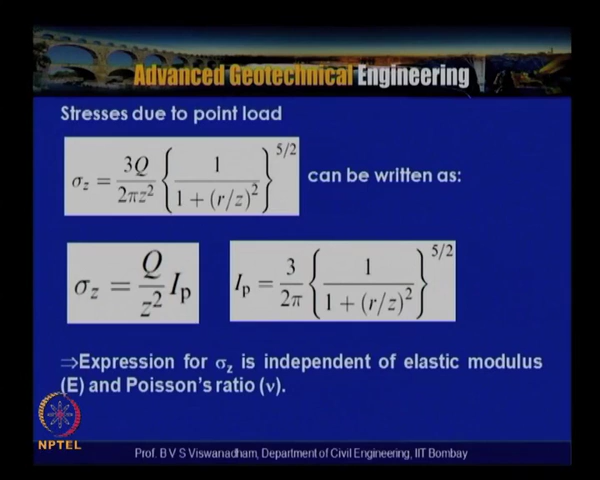 Advanced Geotechnical Engineering
Stresses due to point load
σz = 3Q/2πz² {1/(1 + (r/z)²)}^5/2 can be written as:
σz = Q/z² Ip Ip = 3/2π {1/(1 + (r/z)²)}^5/2
⇒Expression for σz is independent of elastic modulus
(E) and Poisson's ratio (ν).
NPTEL
Prof. B V S Viswanadham, Department of Civil Engineering, IIT Bombay